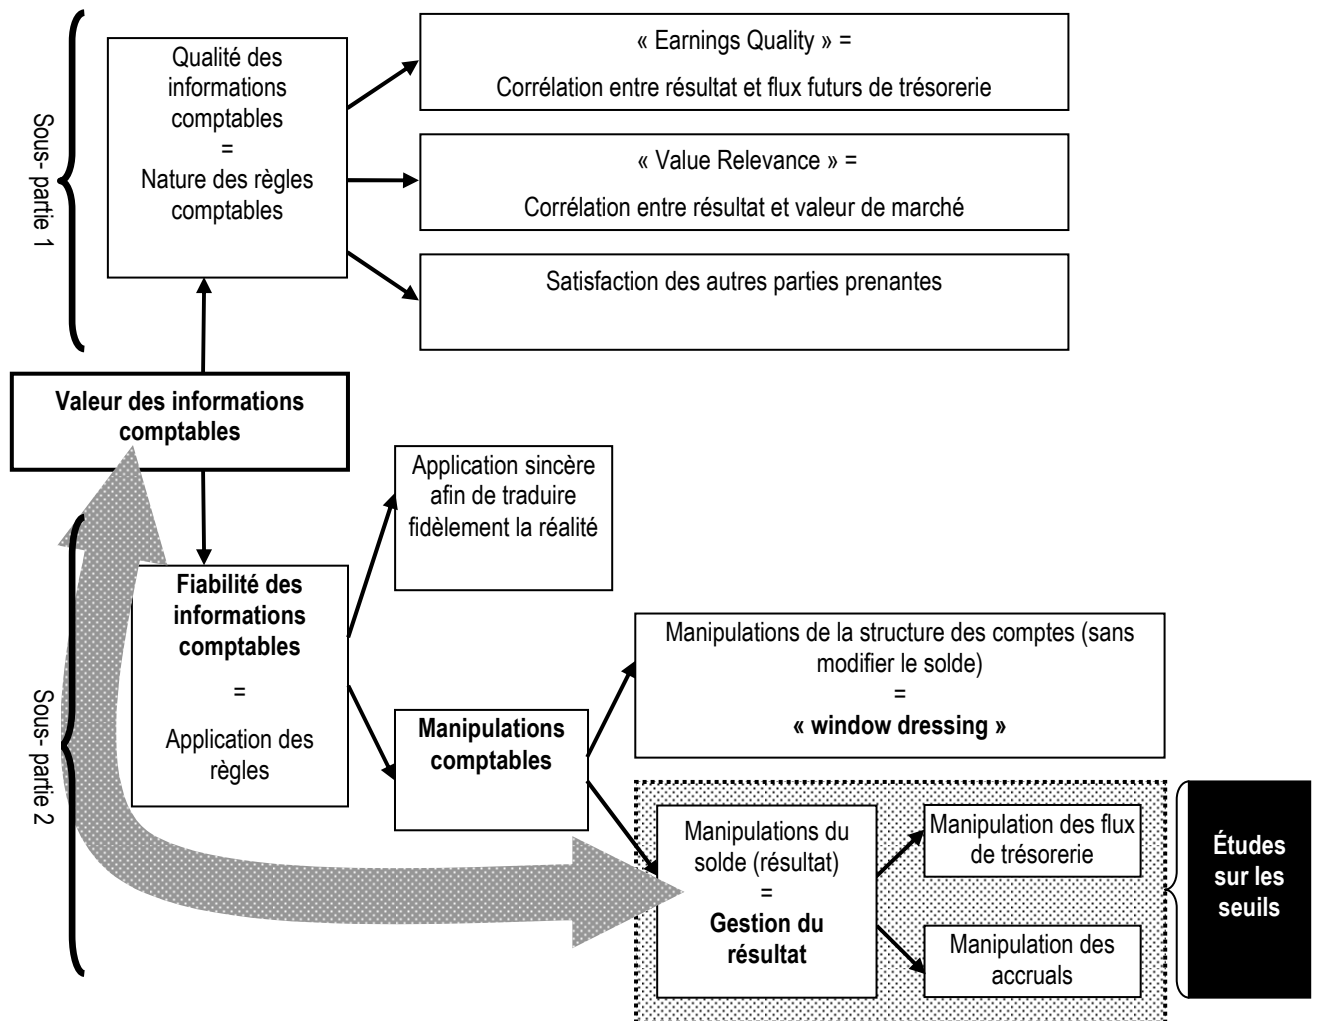 Sous- partie 1
Qualité des
informations
comptables
=
Nature des règles
comptables
« Earnings Quality » =
Corrélation entre résultat et flux futurs de trésorerie
« Value Relevance » =
Corrélation entre résultat et valeur de marché
Satisfaction des autres parties prenantes
Valeur des informations
comptables
Sous- partie 2
Fiabilité des
informations
comptables
=
Application des
règles
Application sincère
afin de traduire
fidèlement la réalité
Manipulations
comptables
Manipulations de la structure des comptes (sans
modifier le solde)
=
« window dressing »
Manipulations du
solde (résultat)
=
Gestion du
résultat
Manipulation des flux
de trésorerie
Manipulation des
accruals
Études
sur les
seuils